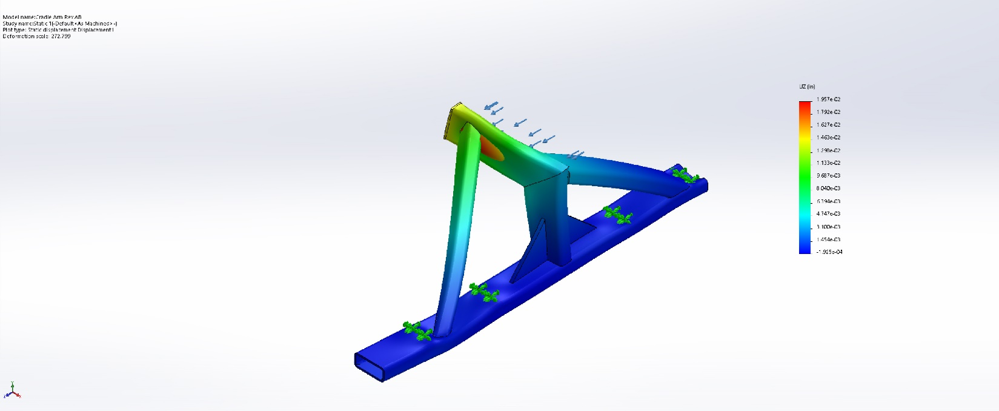 Model name:Cradle Arm Rev AB
Study name:Static 1(-Default<As Machined>-)
Plot type: Static displacement Displacement1
Deformation scale: 272.799
UZ (in)
1.957e-02
1.792e-02
1.627e-02
1.463e-02
1.298e-02
1.133e-02
9.687e-03
8.040e-03
6.394e-03
4.747e-03
3.100e-03
1.454e-03
-1.925e-04
Y
Z
X